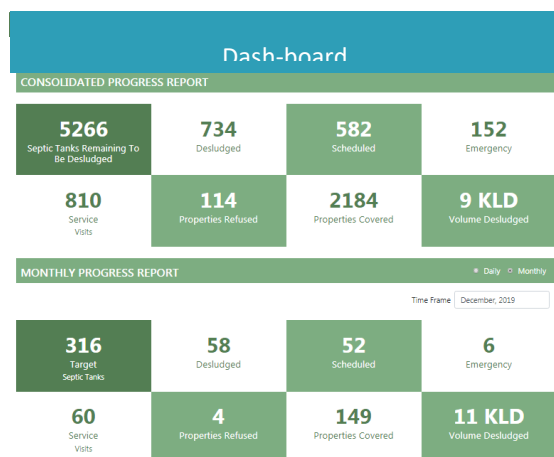 Dash-board
CONSOLIDATED PROGRESS REPORT
5266
Septic Tanks Remaining To
Be Desludged
734
Desludged
582
Scheduled
152
Emergency
810
Service
Visits
114
Properties Refused
2184
Properties Covered
9 KLD
Volume Desludged
MONTHLY PROGRESS REPORT
Daily Monthly
Time Frame December, 2019
316
Target
Septic Tanks
58
Desludged
52
Scheduled
6
Emergency
60
Service
Visits
4
Properties Refused
149
Properties Covered
11 KLD
Volume Desludged